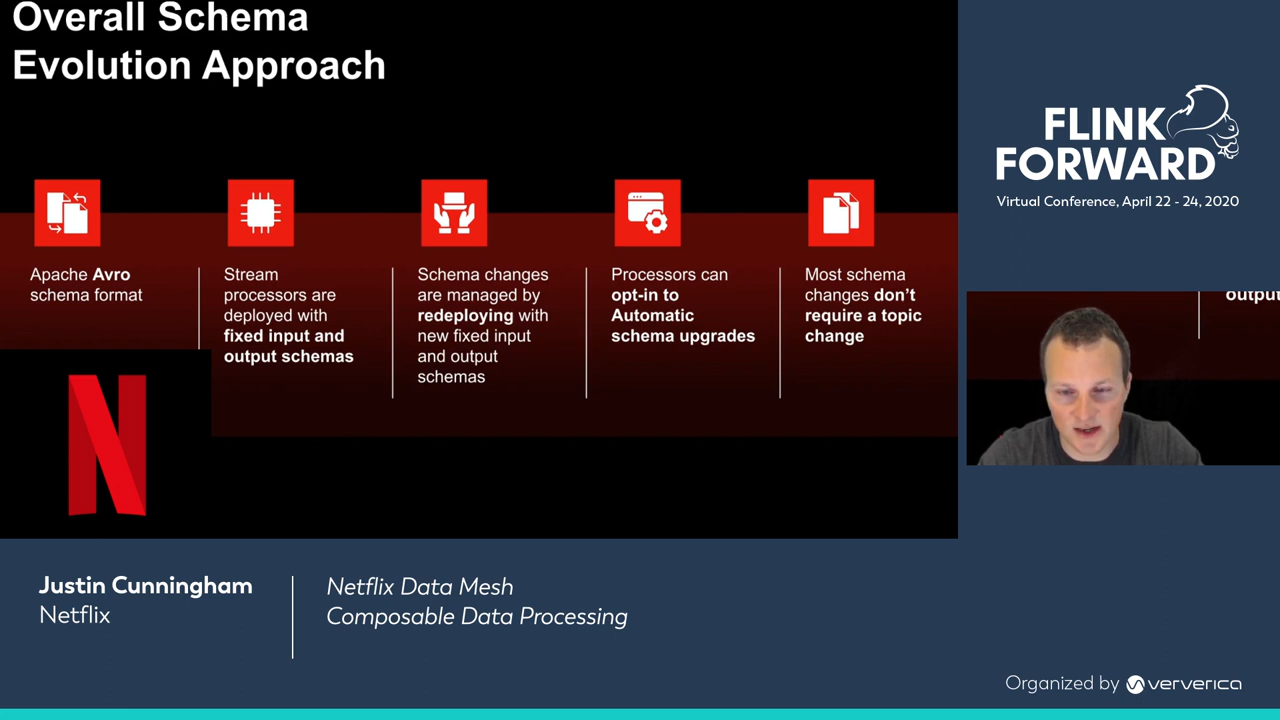 Overall Schema
Evolution Approach
Apache Avro
schema format
Stream
processors are
deployed with
fixed input and
output schemas
Schema changes
are managed by
redeploying with
new fixed input
and output
schemas
Processors can
opt-in to
Automatic
schema upgrades
Most schema
changes don’t
require a topic
change
FLINK
FORWARD
Virtual Conference, April 22 - 24, 2020
output
Justin Cunningham
Netflix
Netflix Data Mesh
Composable Data Processing
Organized by ververica